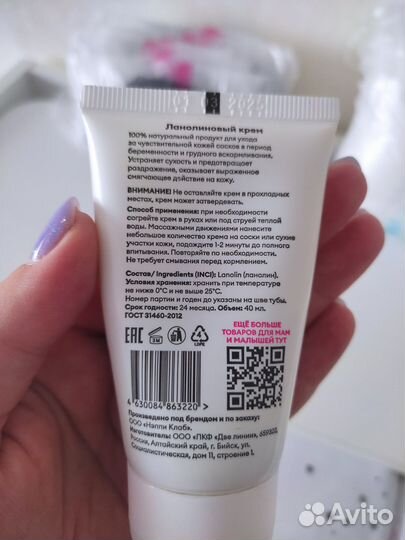 03 2025
Ланолиновый крем
100% натуральный продукт для ухода
за чувствительной кожей сосков в период
беременности и грудного вскармливания.
Устраняет сухость и предотвращает
раздражение, оказывает выраженное
смягчающее действие на кожу.
ВНИМАНИЕ! Не оставляйте крем в прохладных
местах, крем может затвердевать.
Способ применения: при необходимости
согрейте крем в руках или под струей теплой
воды. Массажными движениями нанесите
небольшое количество крема на соски или сухие
участки кожи, подождите 1-2 минуты до полного
впитывания. Повторяйте по необходимости.
Не требует смывания перед кормлением.
Состав/ Ingredients (INCI): Lanolin (ланолин).
Условия хранения: хранить при температуре
не ниже 0°С и не выше 25°С.
Номер партии и годен до указаны на шве тубы.
Срок годности: 24 месяца. Объем: 40 мл.
ГОСТ 31460-2012
ЕЩЁ БОЛЬШЕ
ТОВАРОВ ДЛЯ МАМ
И МАЛЫШЕЙ ТУТ
EAC
4
LDPE
4 630084 863220 >
Произведено под брендом и по заказу:
ООО «Нэппи Клаб».
Изготовитель: ООО «ПКФ «Две линии»,
Россия, Алтайский край, г. Бийск, ул.
Социалистическая, дом 11, строение 1.
Avito